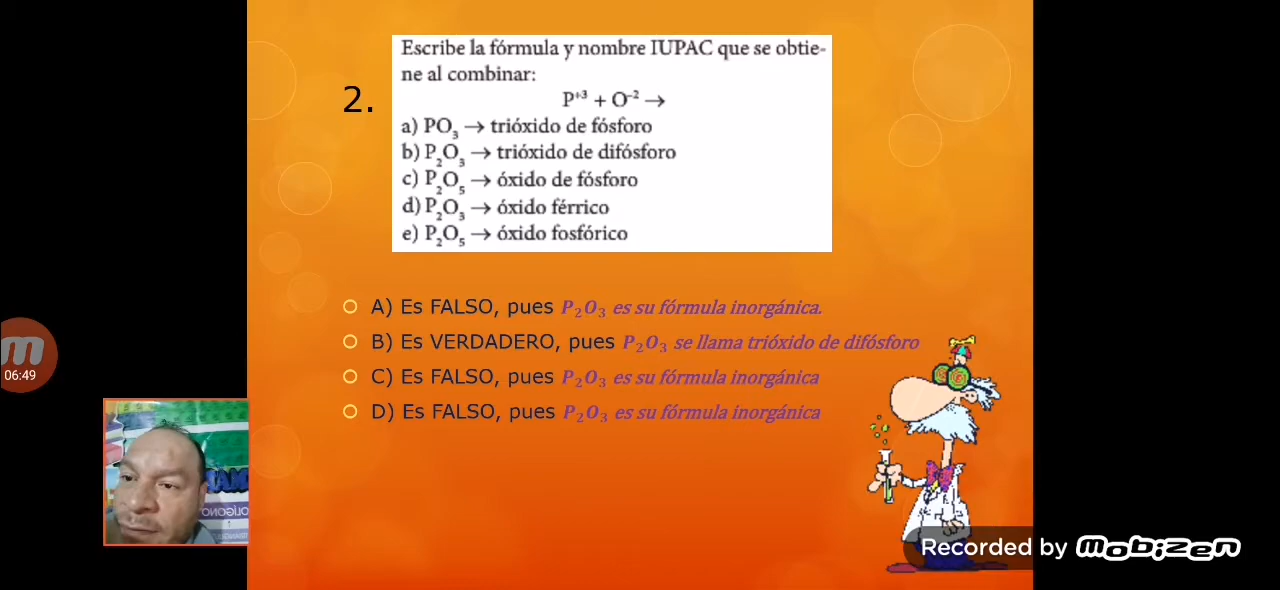 Escribe la fórmula y nombre IUPAC que se obtie-
ne al combinar:
2.
P⁺³ + O⁻² →
a) PO₃ → trióxido de fósforo
b) P₂O₃ → trióxido de difósforo
c) P₂O₅ → óxido de fósforo
d) P₂O₃ → óxido férrico
e) P₂O₅ → óxido fosfórico
A) Es FALSO, pues P₂O₃ es su fórmula inorgánica.
B) Es VERDADERO, pues P₂O₃ se llama trióxido de difósforo
C) Es FALSO, pues P₂O₃ es su fórmula inorgánica
D) Es FALSO, pues P₂O₃ es su fórmula inorgánica
m
06:49
Recorded by Mobizen